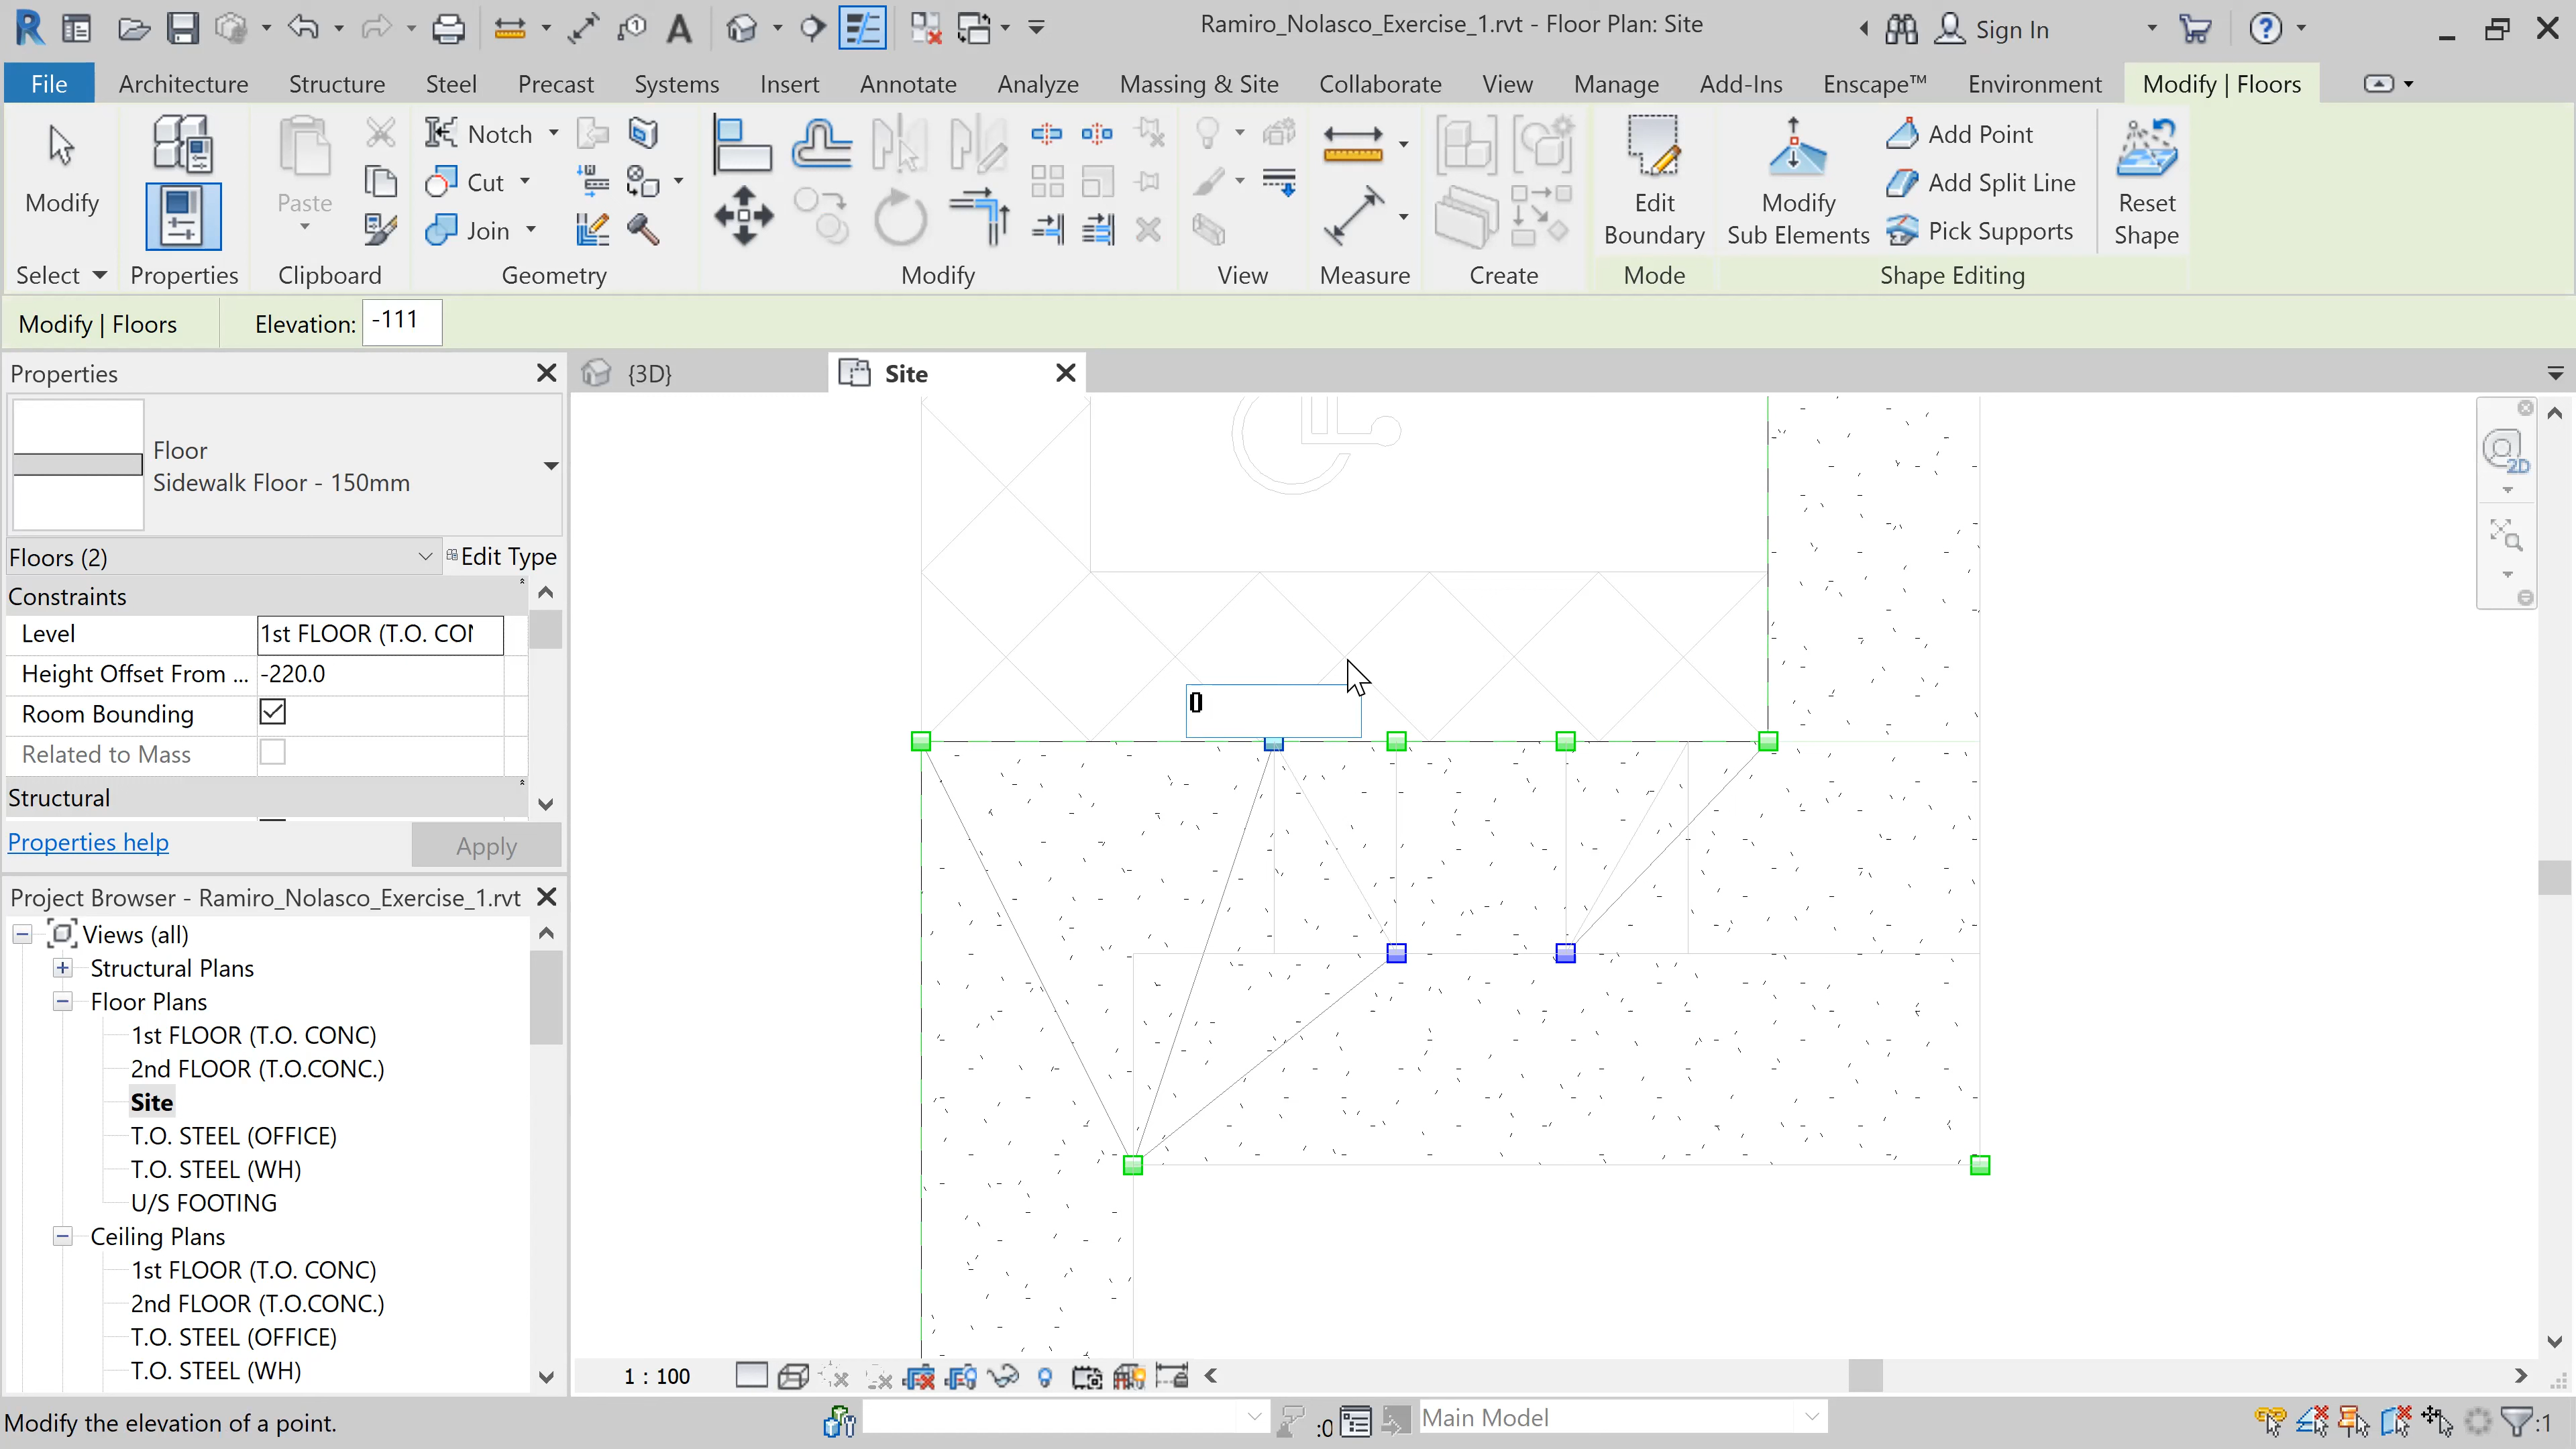 Ramiro_Nolasco_Exercise_1.rvt - Floor Plan: Site
Sign In
File
Architecture
Structure
Steel
Precast
Systems
Insert
Annotate
Analyze
Massing & Site
Collaborate
View
Manage
Add-Ins
Enscape™
Environment
Modify | Floors
Modify
Paste
Notch
Cut
Join
Edit
Boundary
Modify
Sub Elements
Add Point
Add Split Line
Pick Supports
Reset
Shape
Select
Properties
Clipboard
Geometry
Modify
View
Measure
Create
Mode
Shape Editing
Modify | Floors
Elevation:
-111
Properties
{3D}
Site
Floor
Sidewalk Floor - 150mm
Floors (2)
Edit Type
Constraints
Level
1st FLOOR (T.O. CO
Height Offset From ...
-220.0
Room Bounding
Related to Mass
Structural
Properties help
Apply
0
2D
Project Browser - Ramiro_Nolasco_Exercise_1.rvt
Views (all)
Structural Plans
Floor Plans
1st FLOOR (T.O. CONC)
2nd FLOOR (T.O.CONC.)
Site
T.O. STEEL (OFFICE)
T.O. STEEL (WH)
U/S FOOTING
Ceiling Plans
1st FLOOR (T.O. CONC)
2nd FLOOR (T.O.CONC.)
T.O. STEEL (OFFICE)
T.O. STEEL (WH)
1 : 100
Modify the elevation of a point.
:0
Main Model
:1